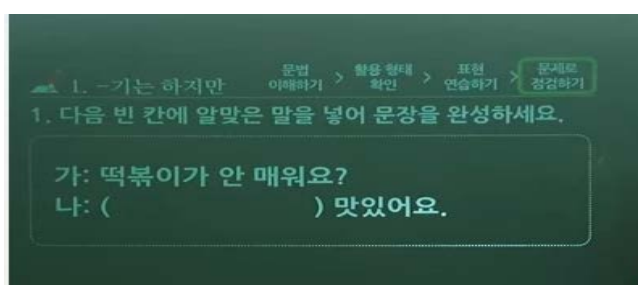 1. -기는 하지만
문법 이해하기 > 활용 형태 확인 > 표현 연습하기 > 문제로 점검하기
1. 다음 빈 칸에 알맞은 말을 넣어 문장을 완성하세요.
가: 떡볶이가 안 매워요?
나: ( ) 맛있어요.